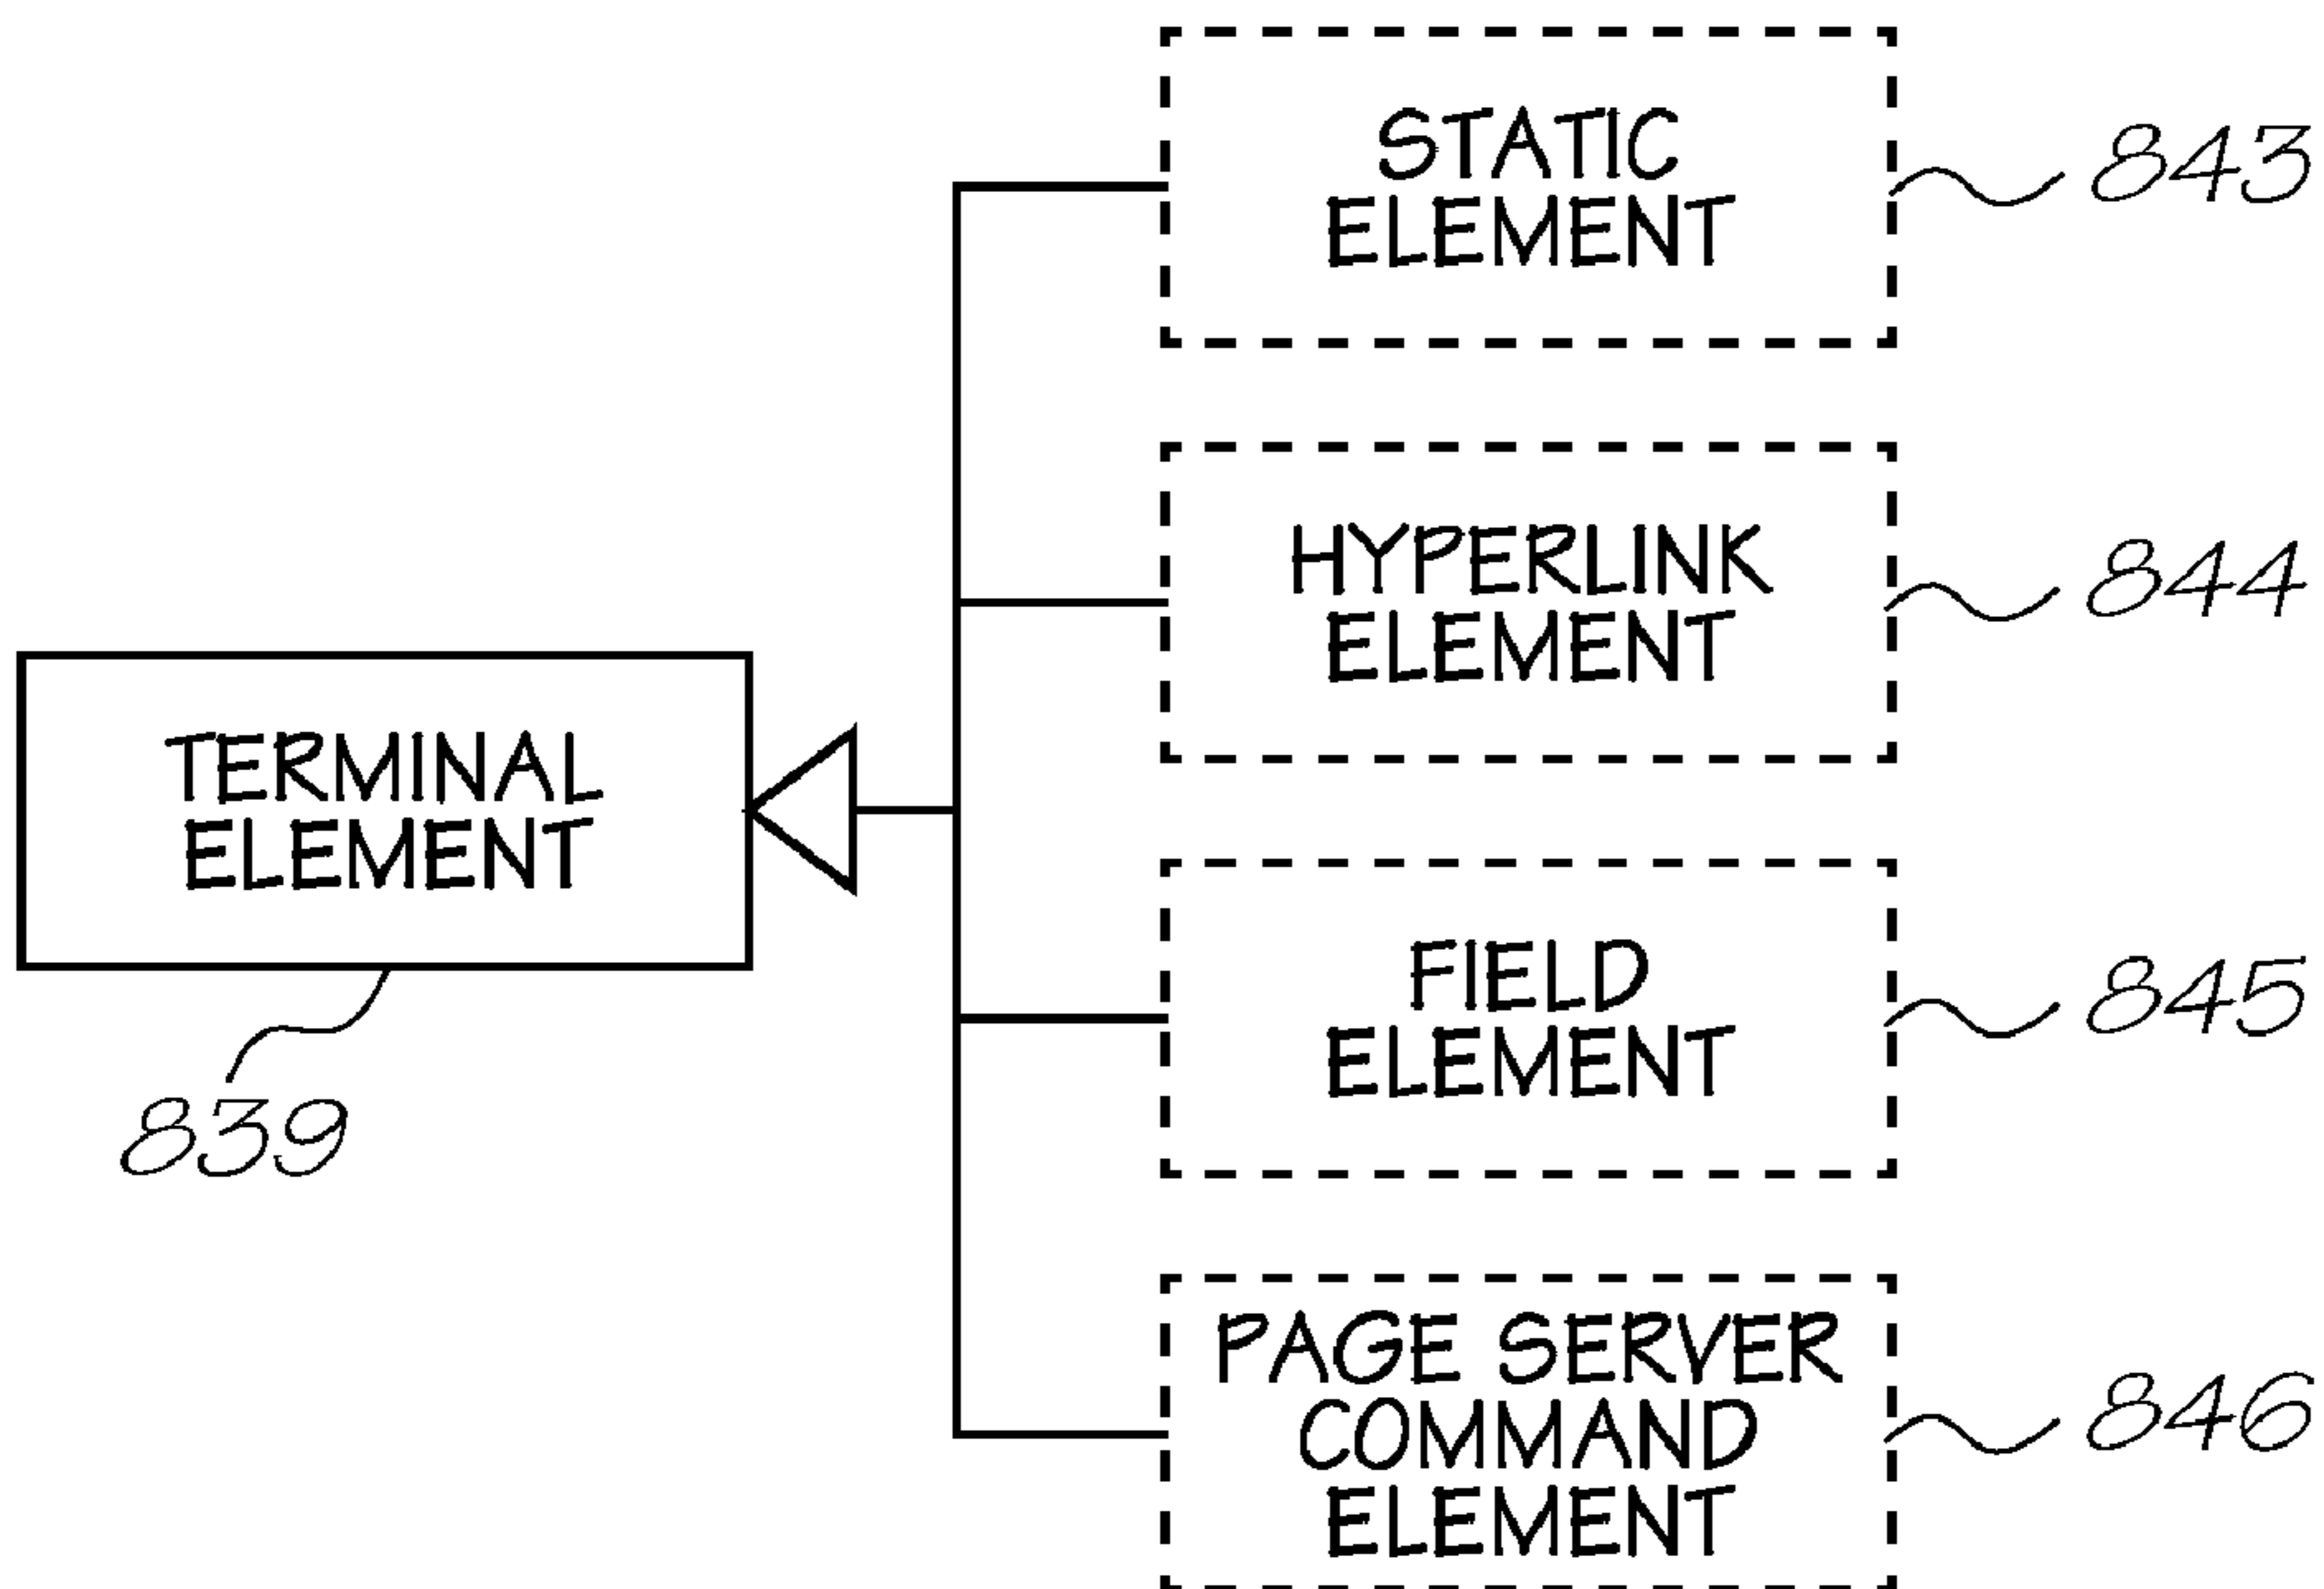 STATIC
ELEMENT
843
HYPERLINK
ELEMENT
844
TERMINAL
ELEMENT
839
FIELD
ELEMENT
845
PAGE SERVER
COMMAND
ELEMENT
846